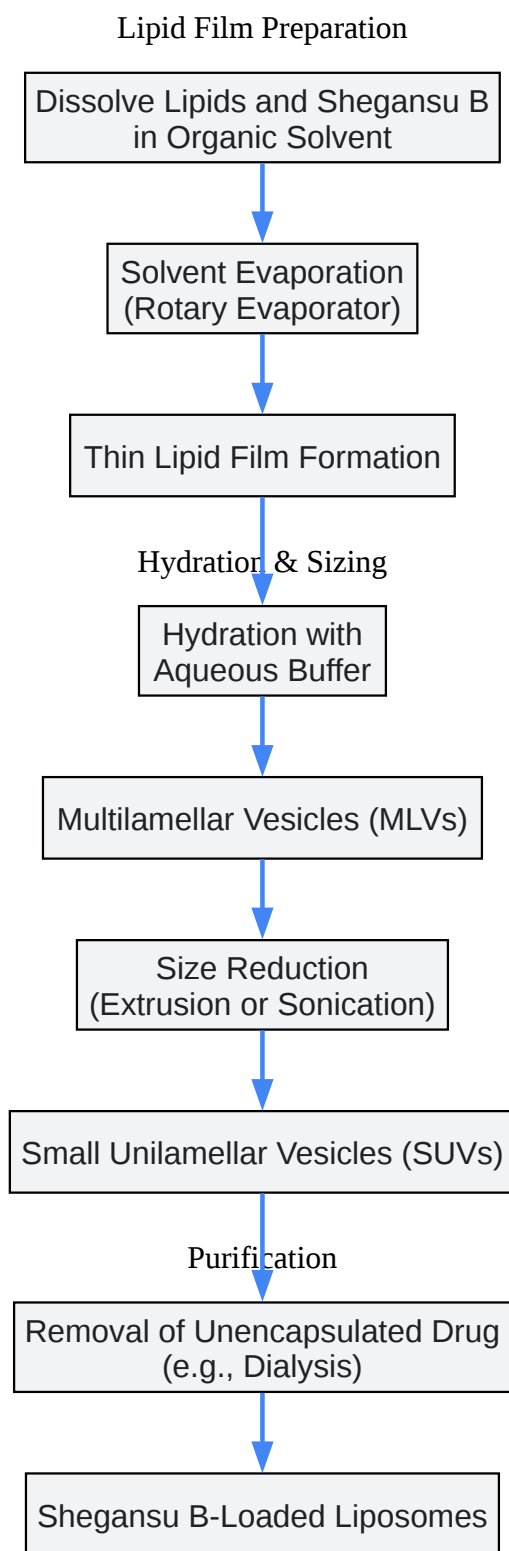 Lipid Film Preparation
Dissolve Lipids and Shegansu B
in Organic Solvent
Solvent Evaporation
(Rotary Evaporator)
Thin Lipid Film Formation
Hydration & Sizing
Hydration with
Aqueous Buffer
Multilamellar Vesicles (MLVs)
Size Reduction
(Extrusion or Sonication)
Small Unilamellar Vesicles (SUVs)
Purification
Removal of Unencapsulated Drug
(e.g., Dialysis)
Shegansu B-Loaded Liposomes